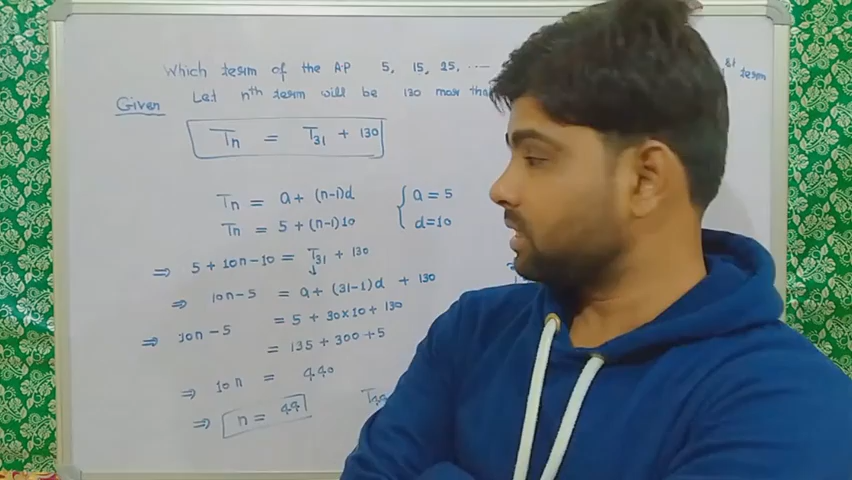 Which term of the AP 5, 15, 25, ..... st term
Given Let nth term will be 130 more than
Tn = T31 + 130
Tn = a + (n-1)d
a = 5
Tn = 5 + (n-1)10
d = 10
⇒ 5 + 10n - 10 = T31 + 130
⇒ 10n - 5 = a + (31-1)d + 130
⇒ 10n - 5 = 5 + 30×10 + 130
= 135 + 300 + 5
⇒ 10n = 440
⇒ n = 44